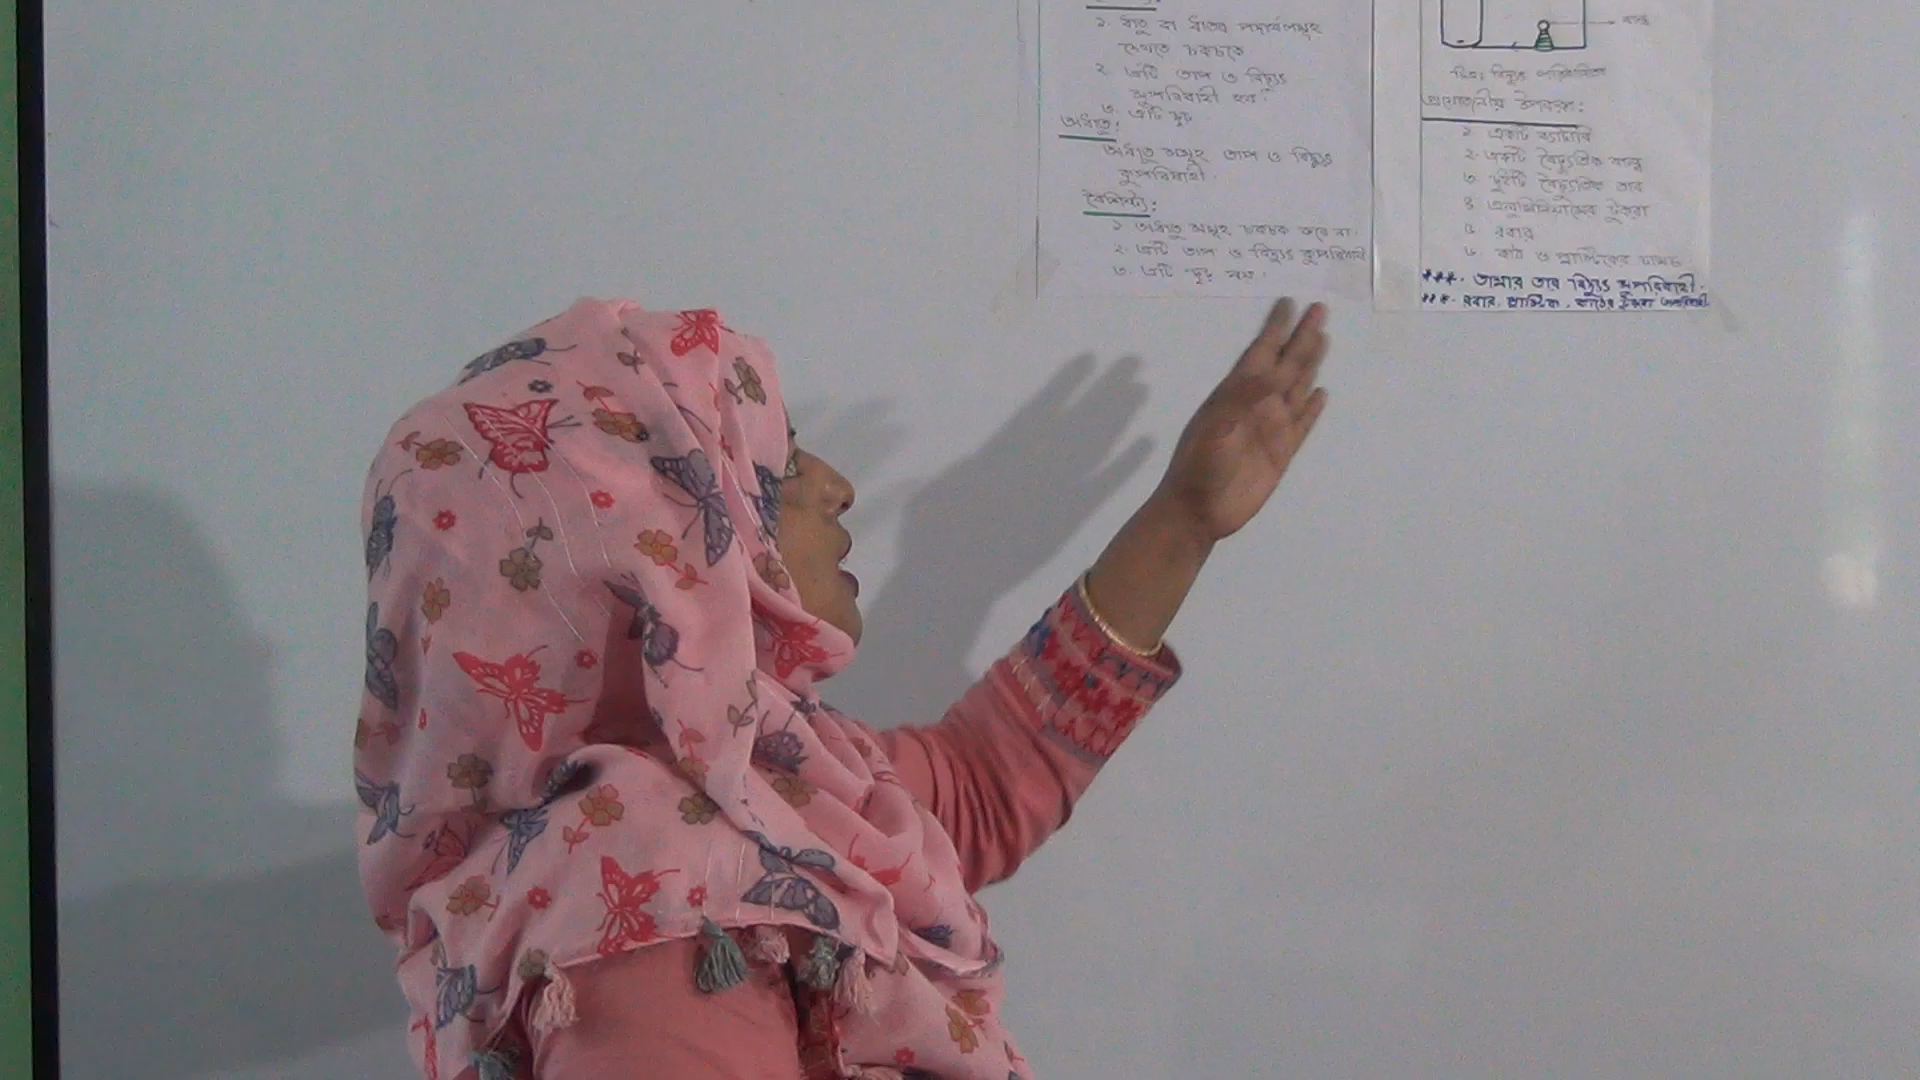 ১. ধাতু বা ধাতব পদার্থসমূহ
দেখতে চকচকে
২. এটি তাপ ও বিদ্যুৎ
সুপরিবাহী হয়।
৩. এটি দৃঢ়
অধাতু:
অধাতু সমূহ তাপ ও বিদ্যুৎ
কুপরিবাহী।
বৈশিষ্ট্য:
১. অধাতু সমূহ চকচক করে না।
২. এটি তাপ ও বিদ্যুৎ কুপরিবাহী
৩. এটি দৃঢ় নয়।
বাল্ব
চিত্র: বিদ্যুৎ পরিবাহিতা
প্রয়োজনীয় উপকরণ:
১. একটি ব্যাটারি
২. একটি বৈদ্যুতিক বাল্ব
৩. দুইটি বৈদ্যুতিক তার
৪. এলুমিনিয়ামের টুকরা
৫. রবার
৬. কাঠ ও প্লাস্টিকের চামচ
***. তামার তার বিদ্যুৎ সুপরিবাহী।
***. রবার, প্লাস্টিক, কাঠের টুকরা